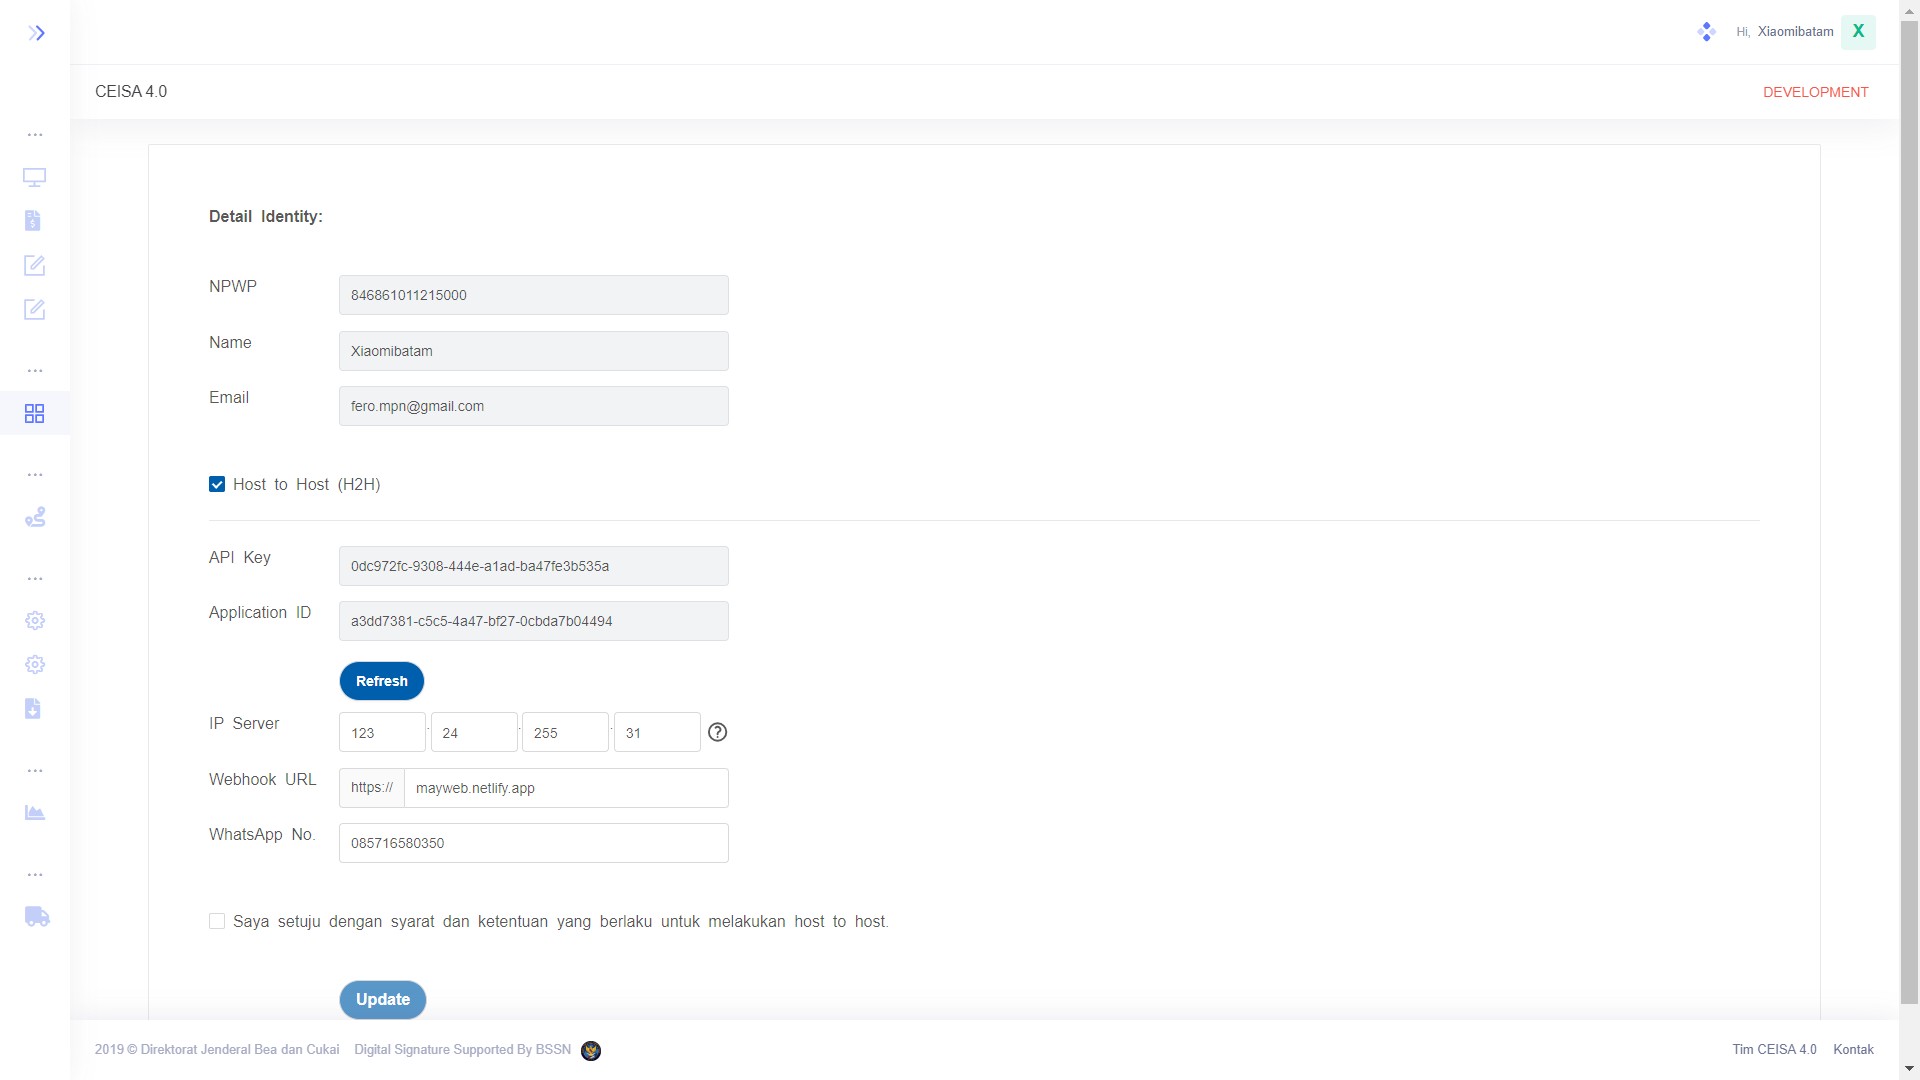 Hi, Xiaomibatam X
CEISA 4.0
DEVELOPMENT
Detail Identity:
NPWP
846861011215000
Name
Xiaomibatam
Email
fero.mpn@gmail.com
Host to Host (H2H)
API Key
0dc972fc-9308-444e-a1ad-ba47fe3b535a
Application ID
a3dd7381-c5c5-4a47-bf27-0cbda7b04494
Refresh
IP Server
123 . 24 . 255 . 31
Webhook URL
https:// mayweb.netlify.app
WhatsApp No.
085716580350
Saya setuju dengan syarat dan ketentuan yang berlaku untuk melakukan host to host.
Update
2019 © Direktorat Jenderal Bea dan Cukai Digital Signature Supported By BSSN
Tim CEISA 4.0 Kontak